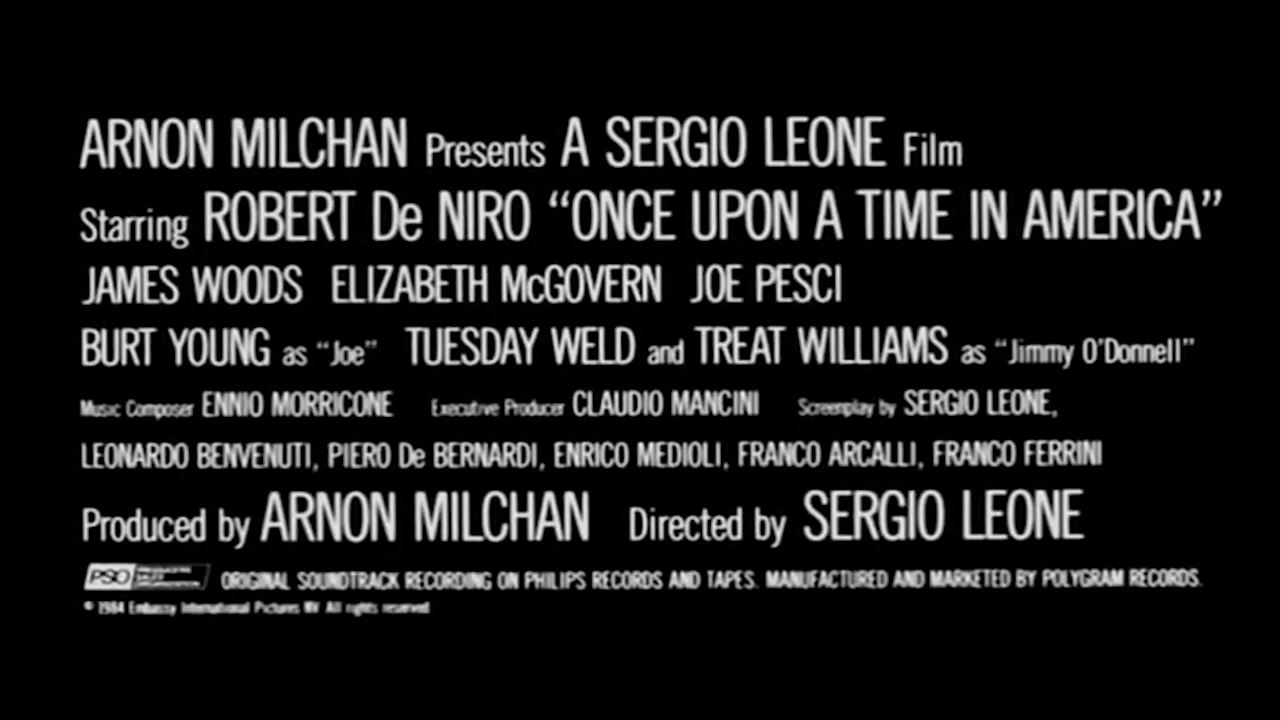 ARNON MILCHAN Presents A SERGIO LEONE Film
Starring ROBERT De NIRO “ONCE UPON A TIME IN AMERICA”
JAMES WOODS ELIZABETH McGOVERN JOE PESCI
BURT YOUNG as “Joe” TUESDAY WELD and TREAT WILLIAMS as “Jimmy O’Donnell”
Music Composer ENNIO MORRICONE Executive Producer CLAUDIO MANCINI Screenplay by SERGIO LEONE,
LEONARDO BENVENUTI, PIERO De BERNARDI, ENRICO MEDIOLI, FRANCO ARCALLI, FRANCO FERRINI
Produced by ARNON MILCHAN Directed by SERGIO LEONE
PSO ORIGINAL SOUNDTRACK RECORDING ON PHILIPS RECORDS AND TAPES. MANUFACTURED AND MARKETED BY POLYGRAM RECORDS.
© 1984 Embassy International Pictures NV All rights reserved